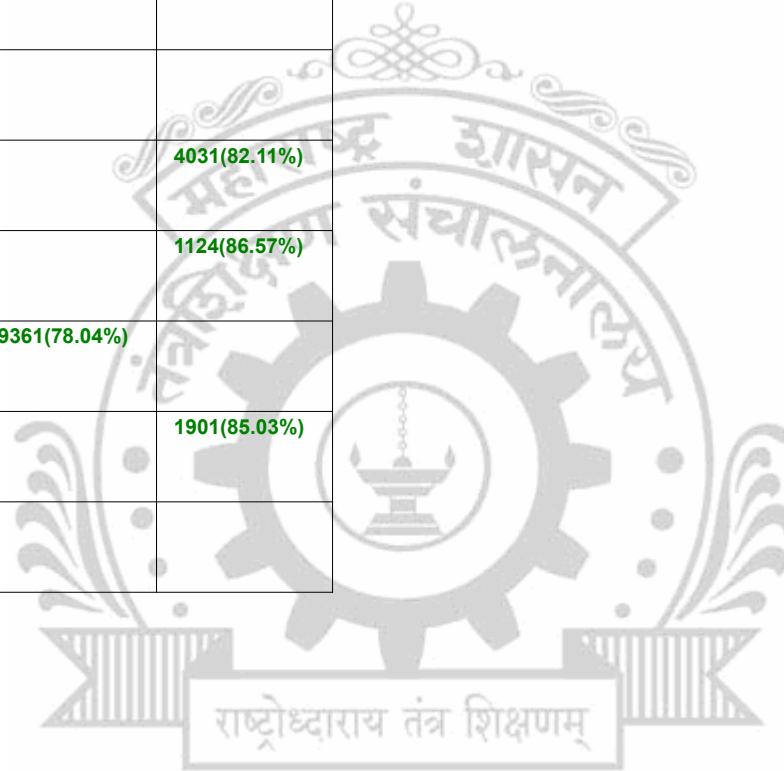 महाराष्ट्र शासन
तंत्रशिक्षण संचालनालय
4031(82.11%)
1124(86.57%)
9361(78.04%)
1901(85.03%)
राष्ट्रोध्दाराय तंत्र शिक्षणम्